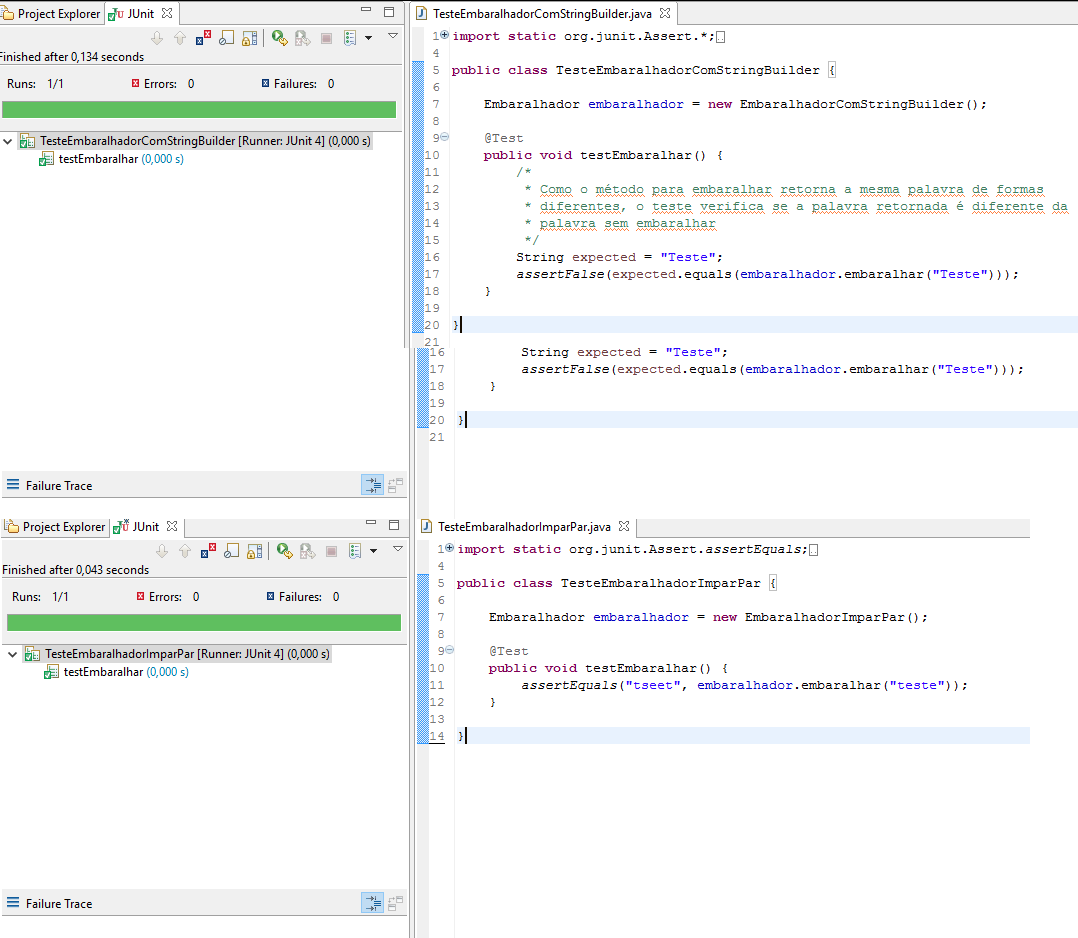 Project Explorer JUnit
Finished after 0,134 seconds
Runs: 1/1 Errors: 0 Failures: 0
TesteEmbaralhadorComStringBuilder [Runner: JUnit 4] (0,000 s)
testEmbaralhar (0,000 s)
Failure Trace
TesteEmbaralhadorComStringBuilder.java
1 import static org.junit.Assert.*;
4
5 public class TesteEmbaralhadorComStringBuilder {
6
7 Embaralhador embaralhador = new EmbaralhadorComStringBuilder();
8
9 @Test
10 public void testEmbaralhar() {
11 /*
12 * Como o método para embaralhar retorna a mesma palavra de formas
13 * diferentes, o teste verifica se a palavra retornada é diferente da
14 * palavra sem embaralhar
15 */
16 String expected = "Teste";
17 assertFalse(expected.equals(embaralhador.embaralhar("Teste")));
18 }
19
20 }
21
16 String expected = "Teste";
17 assertFalse(expected.equals(embaralhador.embaralhar("Teste")));
18 }
19
20 }
21
Project Explorer JUnit
Finished after 0,043 seconds
Runs: 1/1 Errors: 0 Failures: 0
TesteEmbaralhadorImparPar [Runner: JUnit 4] (0,000 s)
testEmbaralhar (0,000 s)
Failure Trace
TesteEmbaralhadorImparPar.java
1 import static org.junit.Assert.assertEquals;
4
5 public class TesteEmbaralhadorImparPar {
6
7 Embaralhador embaralhador = new EmbaralhadorImparPar();
8
9 @Test
10 public void testEmbaralhar() {
11 assertEquals("tseet", embaralhador.embaralhar("teste"));
12 }
13
14 }